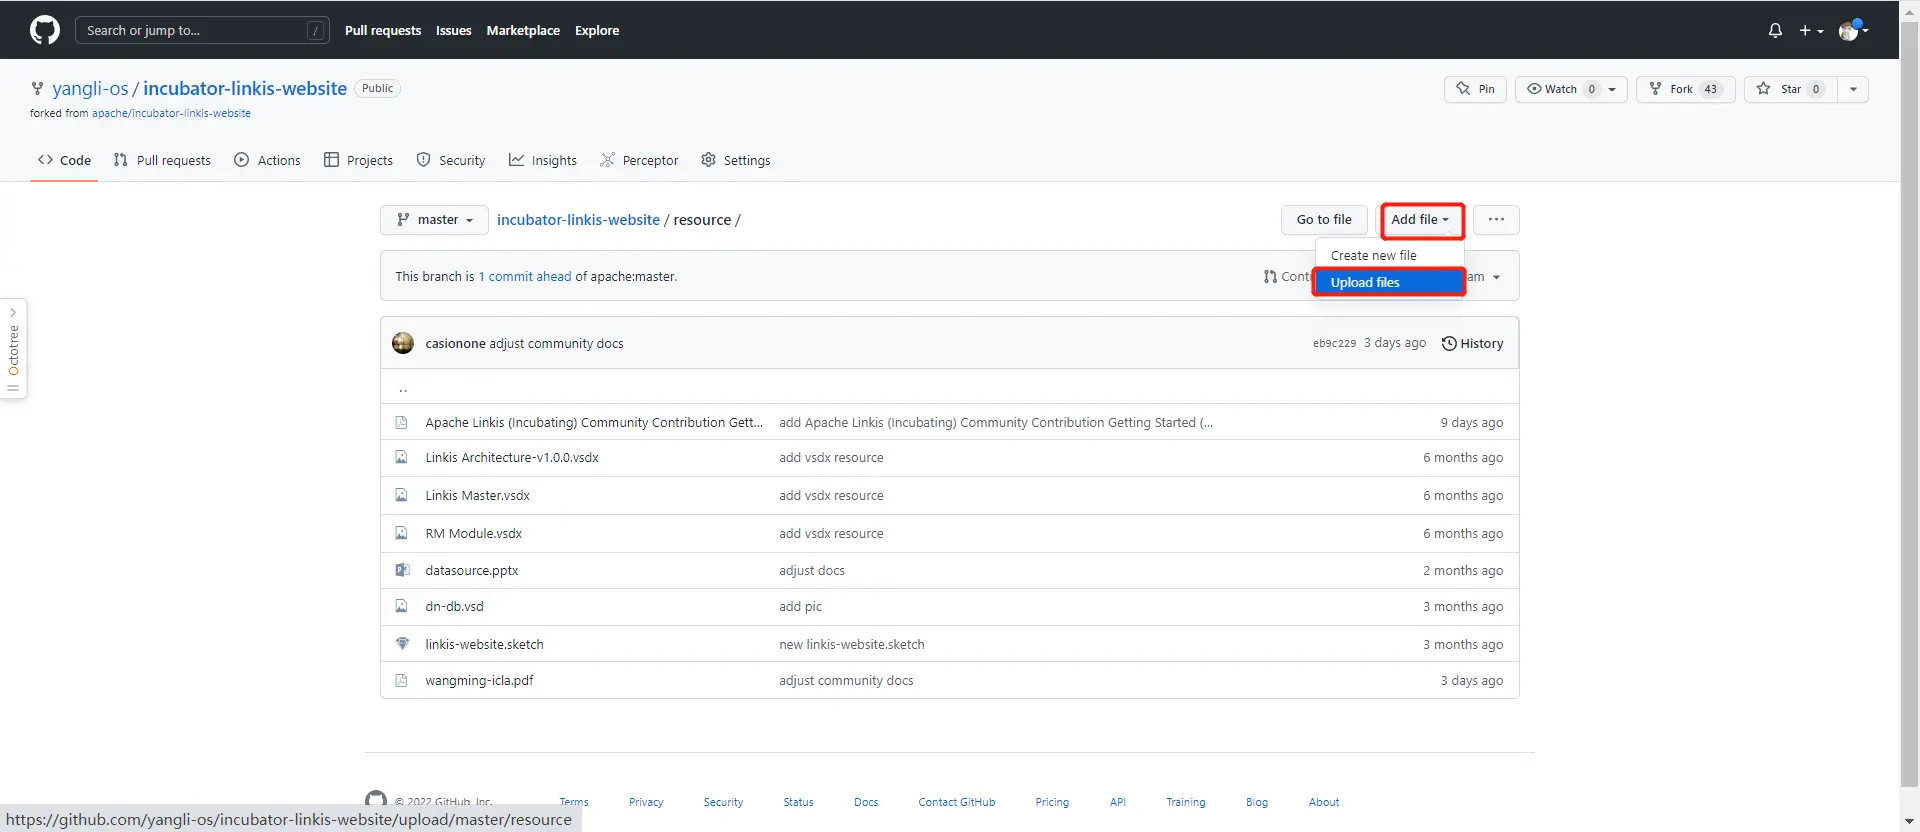 Search or jump to... / Pull requests Issues Marketplace Explore
yangli-os / incubator-linkis-website Public Pin Watch 0 Fork 43 Star 0
forked from apache/incubator-linkis-website
Code Pull requests Actions Projects Security Insights Perceptor Settings
master incubator-linkis-website / resource / Go to file Add file ...
Create new file
This branch is 1 commit ahead of apache:master.
Upload files
Octotree
casionone adjust community docs eb9c229 3 days ago History
..
Apache Linkis (Incubating) Community Contribution Gett... add Apache Linkis (Incubating) Community Contribution Getting Started (... 9 days ago
Linkis Architecture-v1.0.0.vsdx add vsdx resource 6 months ago
Linkis Master.vsdx add vsdx resource 6 months ago
RM Module.vsdx add vsdx resource 6 months ago
datasource.pptx adjust docs 2 months ago
dn-db.vsd add pic 3 months ago
linkis-website.sketch new linkis-website.sketch 3 months ago
wangming-icla.pdf adjust community docs 3 days ago
© 2022 GitHub, Inc. Terms Privacy Security Status Docs Contact GitHub Pricing API Training Blog About
https://github.com/yangli-os/incubator-linkis-website/upload/master/resource